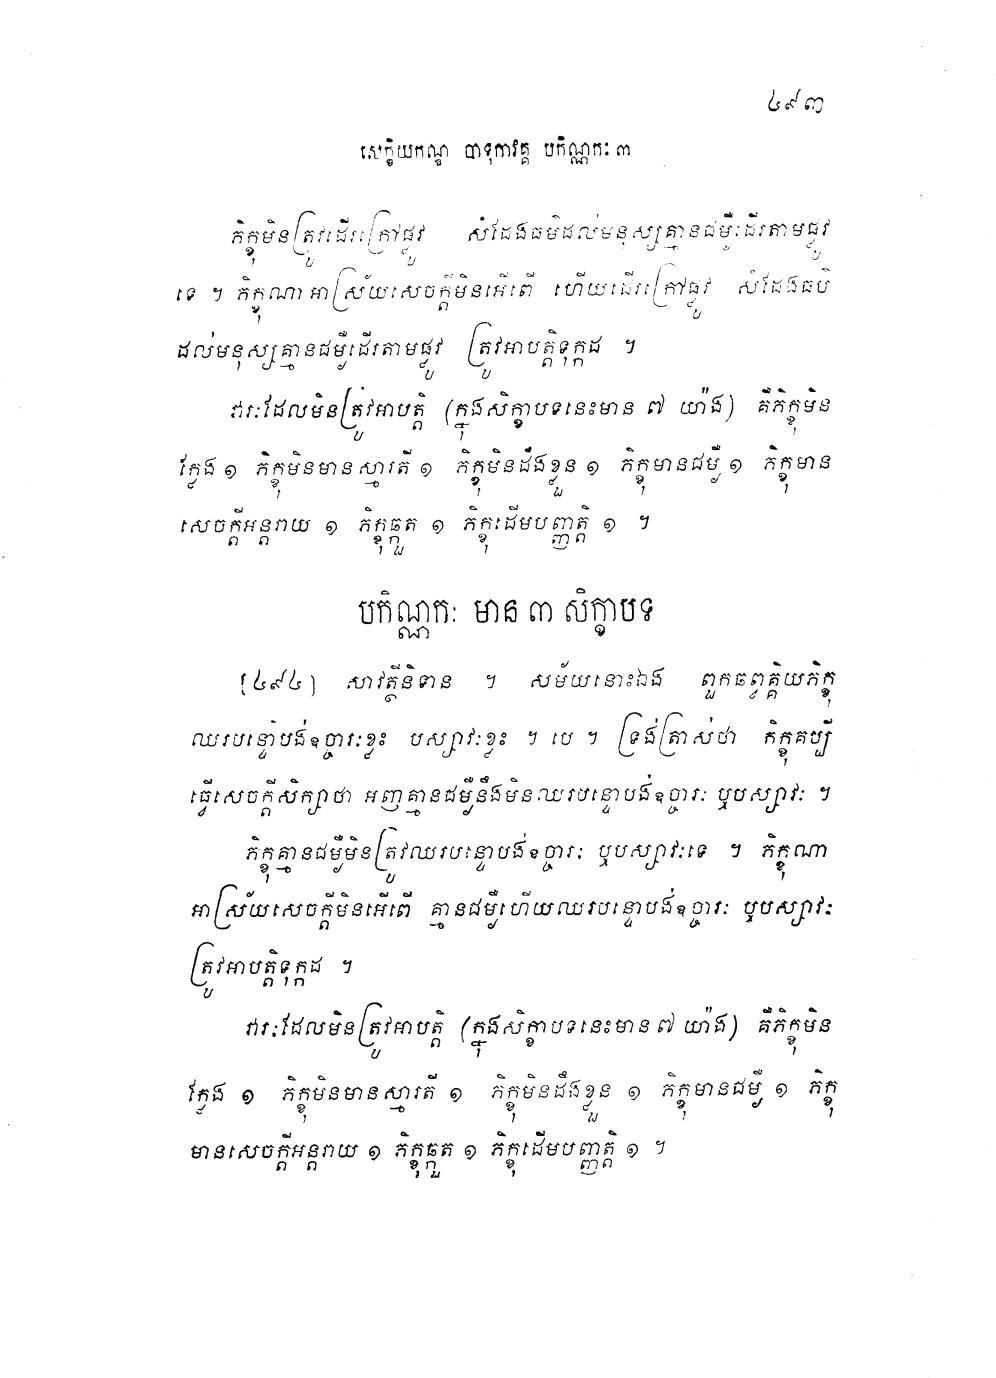 ៤៩៣
សេក្ខិយកណ្ឌ បាទុកាវគ្គ បកិណ្ណកៈ ៣
ភិក្ខុមិនត្រូវដើរក្រៅផ្លូវ សំដែងធម៌ដល់មនុស្សគ្មានជម្ងឺដើរតាមផ្លូវ
ទេ ។ ភិក្ខុណា អាស្រ័យសេចក្តីមិនអើពើ ហើយដើរក្រៅផ្លូវ សំដែងធម៌
ដល់មនុស្សគ្មានជម្ងឺដើរតាមផ្លូវ ត្រូវអាបត្តិទុក្កដ ។
វារៈដែលមិនត្រូវអាបត្តិ (ក្នុងសិក្ខាបទនេះមាន ៧ យ៉ាង) គឺភិក្ខុមិន
ក្លែង ១ ភិក្ខុមិនមានស្មារតី ១ ភិក្ខុមិនដឹងខ្លួន ១ ភិក្ខុមានជម្ងឺ ១ ភិក្ខុមាន
សេចក្តីអន្តរាយ ១ ភិក្ខុឆ្កួត ១ ភិក្ខុដើមបញ្ញត្តិ ១ ។
បកិណ្ណកៈ មាន ៣ សិក្ខាបទ
[៤៩៤] សាវត្ថីនិទាន ។ សម័យនោះឯង ពួកឆព្វគ្គិយភិក្ខុ
ឈរបន្ទោបង់ឧច្ចារៈខ្លះ បស្សាវៈខ្លះ ។ បេ ។ ទ្រង់ត្រាស់ថា ភិក្ខុគប្បី
ធ្វើសេចក្តីសិក្សាថា អញគ្មានជម្ងឺនឹងមិនឈរបន្ទោបង់ឧច្ចារៈ ឬបស្សាវៈ ។
ភិក្ខុគ្មានជម្ងឺមិនត្រូវឈរបន្ទោបង់ឧច្ចារៈ ឬបស្សាវៈទេ ។ ភិក្ខុណា
អាស្រ័យសេចក្តីមិនអើពើ គ្មានជម្ងឺហើយឈរបន្ទោបង់ឧច្ចារៈ ឬបស្សាវៈ
ត្រូវអាបត្តិទុក្កដ ។
វារៈដែលមិនត្រូវអាបត្តិ (ក្នុងសិក្ខាបទនេះមាន ៧ យ៉ាង) គឺភិក្ខុមិន
ក្លែង ១ ភិក្ខុមិនមានស្មារតី ១ ភិក្ខុមិនដឹងខ្លួន ១ ភិក្ខុមានជម្ងឺ ១ ភិក្ខុ
មានសេចក្តីអន្តរាយ ១ ភិក្ខុឆ្កួត ១ ភិក្ខុដើមបញ្ញត្តិ ១ ។